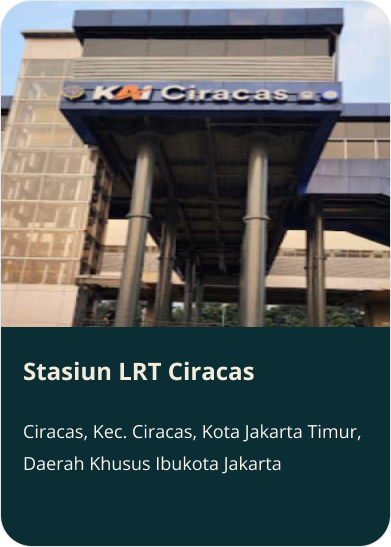 KAI Ciracas
Stasiun LRT Ciracas
Ciracas, Kec. Ciracas, Kota Jakarta Timur,
Daerah Khusus Ibukota Jakarta